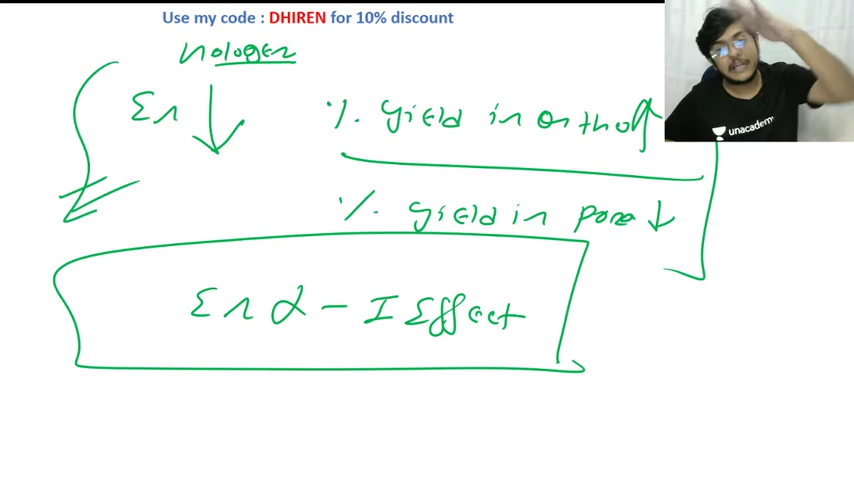 Use my code : DHIREN for 10% discount
Halogen
En ↓
% yield in ortho ↑
% yield in para ↓
En α - I Effect
unacademy